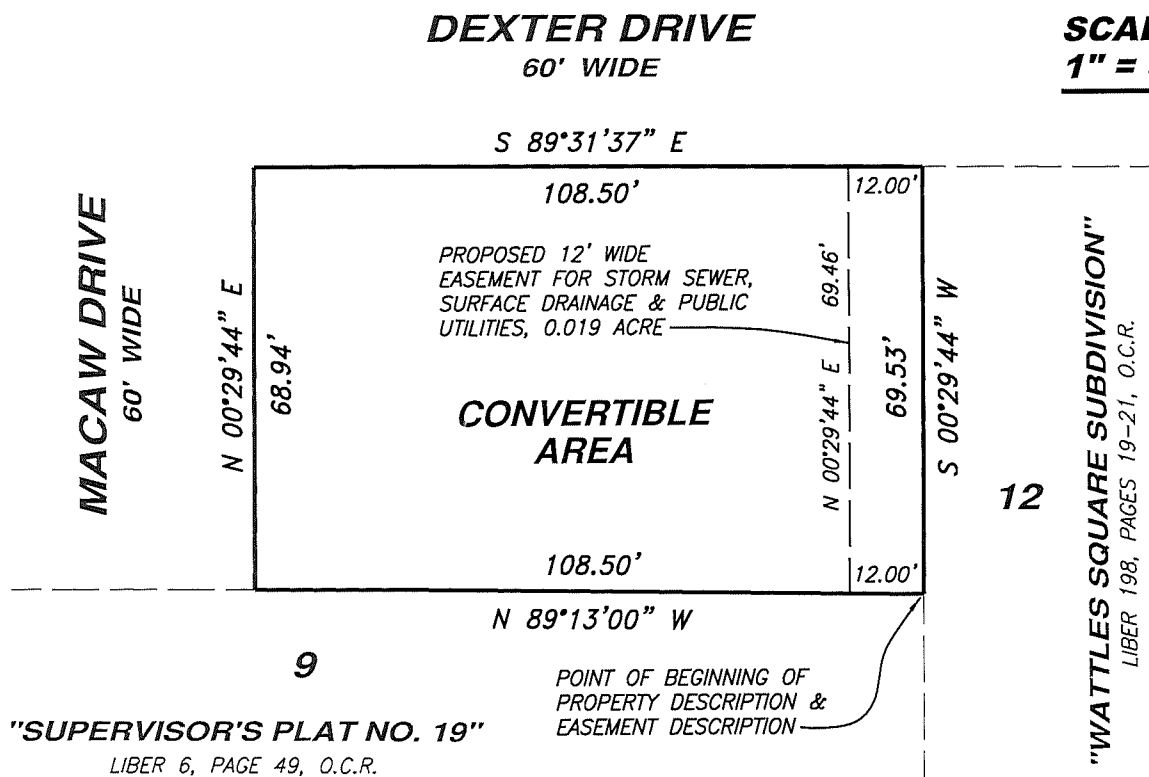 DEXTER DRIVE
60' WIDE
1" =
S 89°31'37" E
108.50'
12.00'
MACAW DRIVE
60' WIDE
N 00°29'44" E
68.94'
PROPOSED 12' WIDE
EASEMENT FOR STORM SEWER,
SURFACE DRAINAGE & PUBLIC
UTILITIES, 0.019 ACRE
N 00°29'44" E
69.46'
69.53'
S 00°29'44" W
CONVERTIBLE
AREA
12
"WATTLES SQUARE SUBDIVISION"
LIBER 198, PAGES 19-21, O.C.R.
108.50'
12.00'
N 89°13'00" W
9
POINT OF BEGINNING OF
PROPERTY DESCRIPTION &
EASEMENT DESCRIPTION
"SUPERVISOR'S PLAT NO. 19"
LIBER 6, PAGE 49, O.C.R.